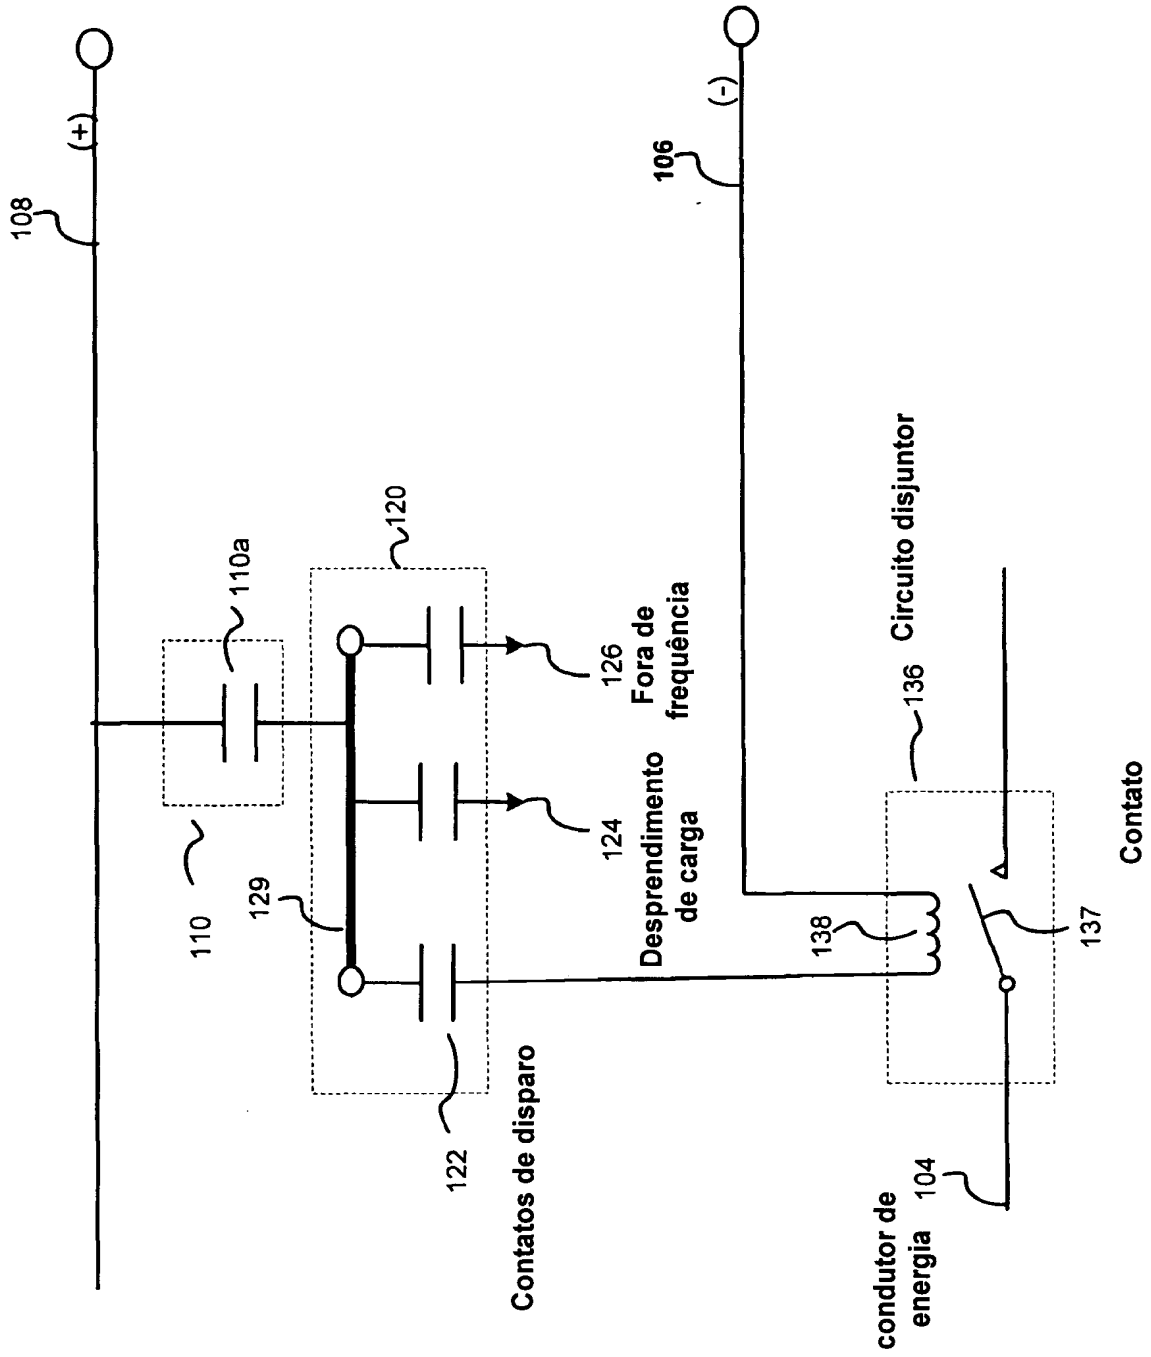 108
(+)
110
110a
120
129
122
Contatos de disparo
124
Desprendimento
de carga
126
Fora de
frequência
106
(-)
136
Circuito disjuntor
138
137
condutor de
energia
104
Contato